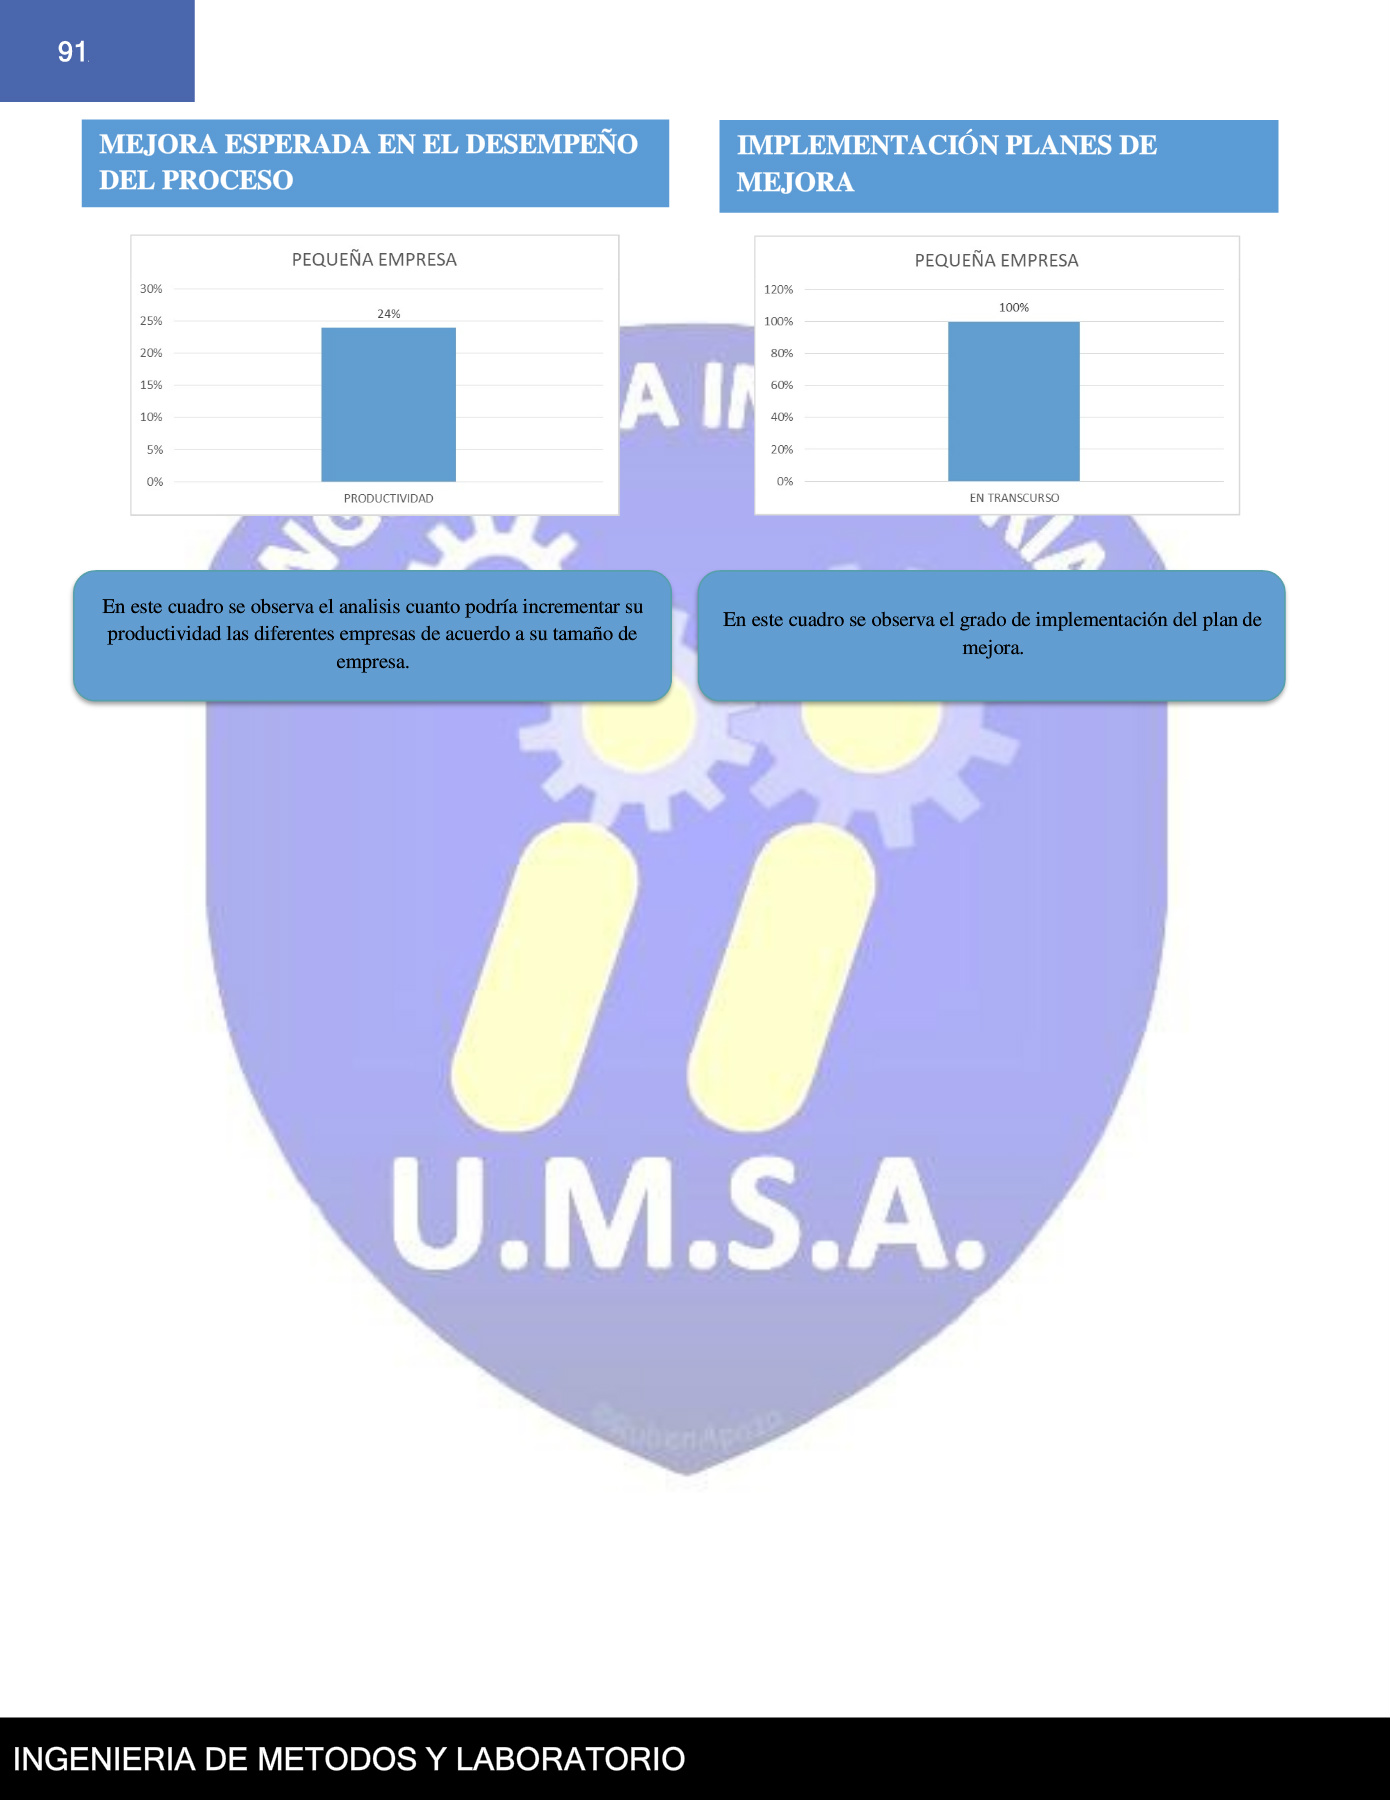 91
MEJORA ESPERADA EN EL DESEMPEÑO
DEL PROCESO
PEQUEÑA EMPRESA
30%
25%
24%
20%
15%
10%
5%
0%
PRODUCTIVIDAD
En este cuadro se observa el analisis cuanto podría incrementar su
productividad las diferentes empresas de acuerdo a su tamaño de
empresa.
IMPLEMENTACIÓN PLANES DE
MEJORA
PEQUEÑA EMPRESA
120%
100%
100%
80%
60%
40%
20%
0%
EN TRANSCURSO
En este cuadro se observa el grado de implementación del plan de
mejora.
U.M.S.A.
INGENIERIA DE METODOS Y LABORATORIO